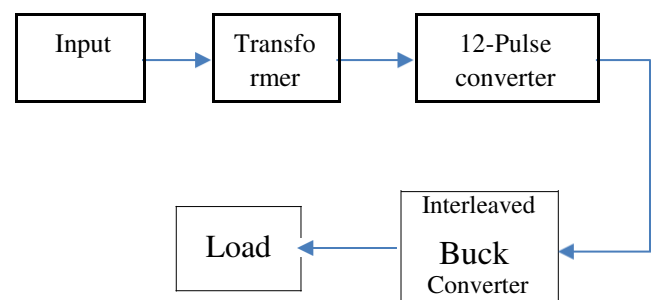 Input
Transfo
rmer
12-Pulse
converter
Interleaved
Buck
Converter
Load